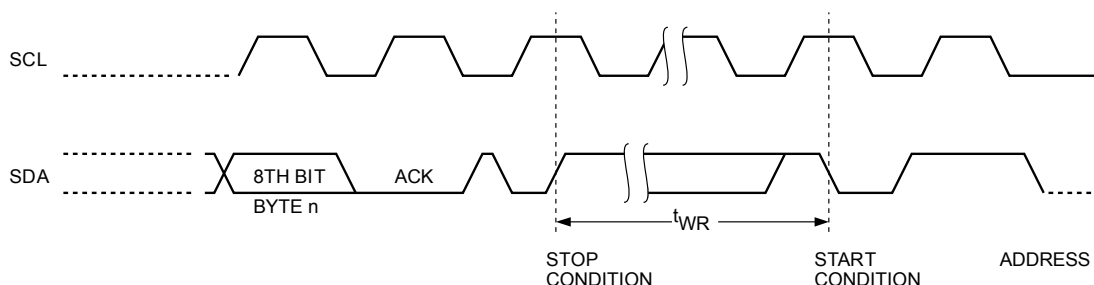 SCL
SDA
8TH BIT
ACK
BYTE n
tWR
STOP
CONDITION
START
CONDITION
ADDRESS